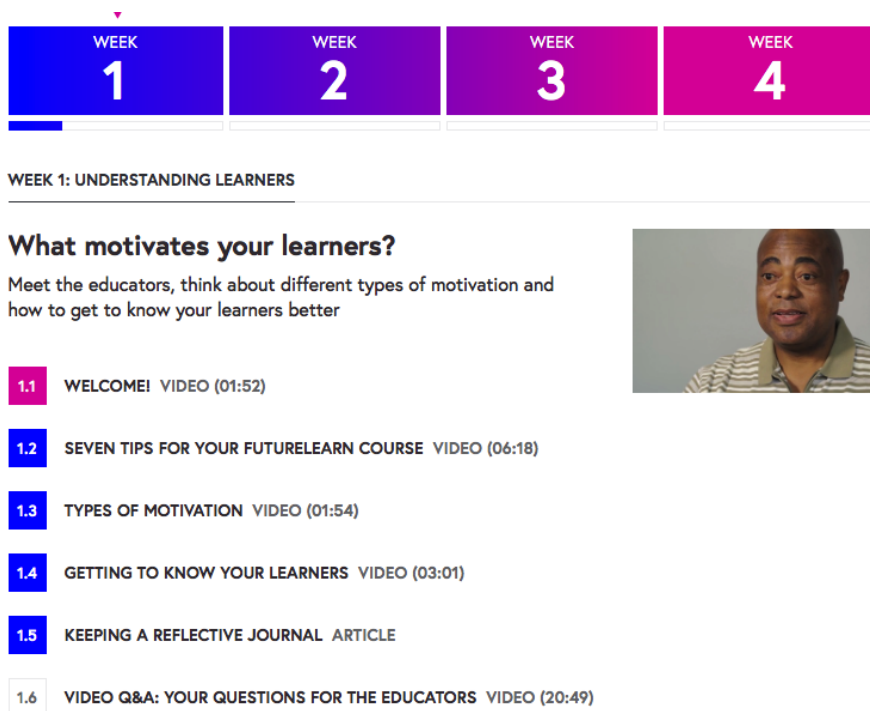 WEEK
1
WEEK
2
WEEK
3
WEEK
4
WEEK 1: UNDERSTANDING LEARNERS
What motivates your learners?
Meet the educators, think about different types of motivation and
how to get to know your learners better
1.1 WELCOME! VIDEO (01:52)
1.2 SEVEN TIPS FOR YOUR FUTURELEARN COURSE VIDEO (06:18)
1.3 TYPES OF MOTIVATION VIDEO (01:54)
1.4 GETTING TO KNOW YOUR LEARNERS VIDEO (03:01)
1.5 KEEPING A REFLECTIVE JOURNAL ARTICLE
1.6 VIDEO Q&A: YOUR QUESTIONS FOR THE EDUCATORS VIDEO (20:49)